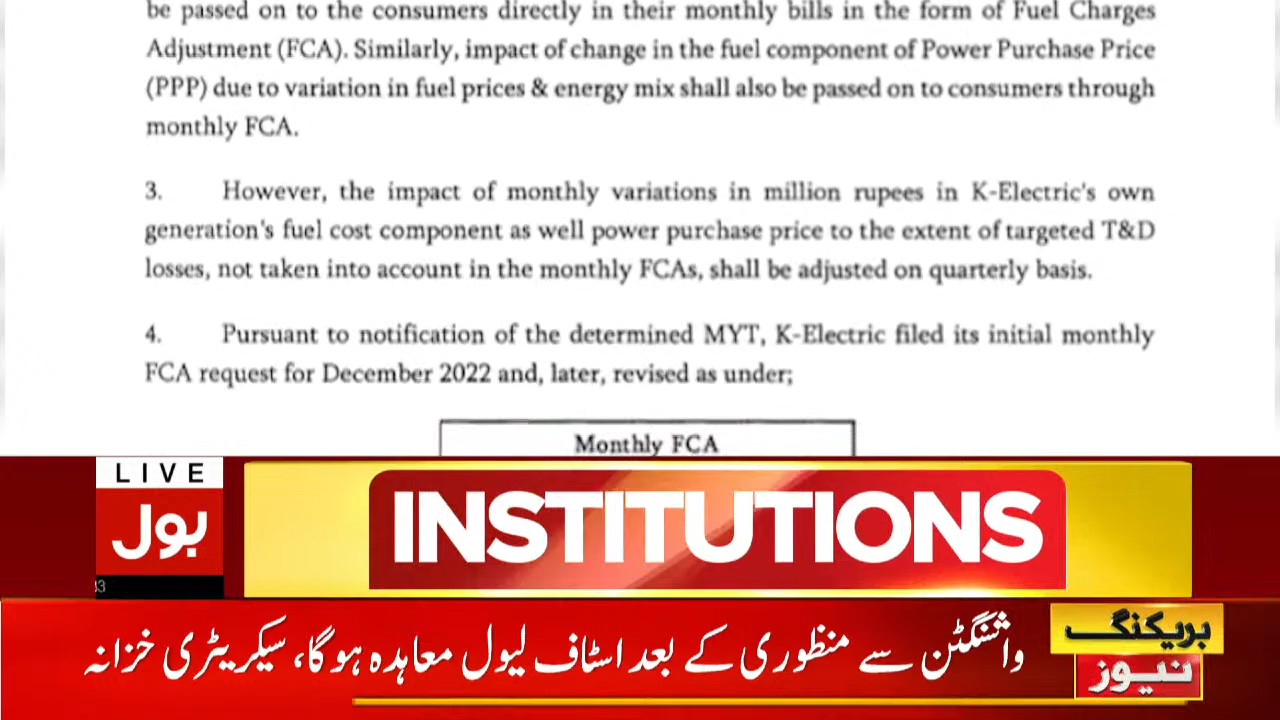 be passed on to the consumers directly in their monthly bills in the form of Fuel Charges
Adjustment (FCA). Similarly, impact of change in the fuel component of Power Purchase Price
(PPP) due to variation in fuel prices & energy mix shall also be passed on to consumers through
monthly FCA.
3. However, the impact of monthly variations in million rupees in K-Electric's own
generation's fuel cost component as well power purchase price to the extent of targeted T&D
losses, not taken into account in the monthly FCAs, shall be adjusted on quarterly basis.
4. Pursuant to notification of the determined MYT, K-Electric filed its initial monthly
FCA request for December 2022 and, later, revised as under;
Monthly FCA
LIVE
بول
INSTITUTIONS
واشنگٹن سے منظوری کے بعد اسٹاف لیول معاہدہ ہوگا، سیکریٹری خزانہ
بریکنگ
نیوز